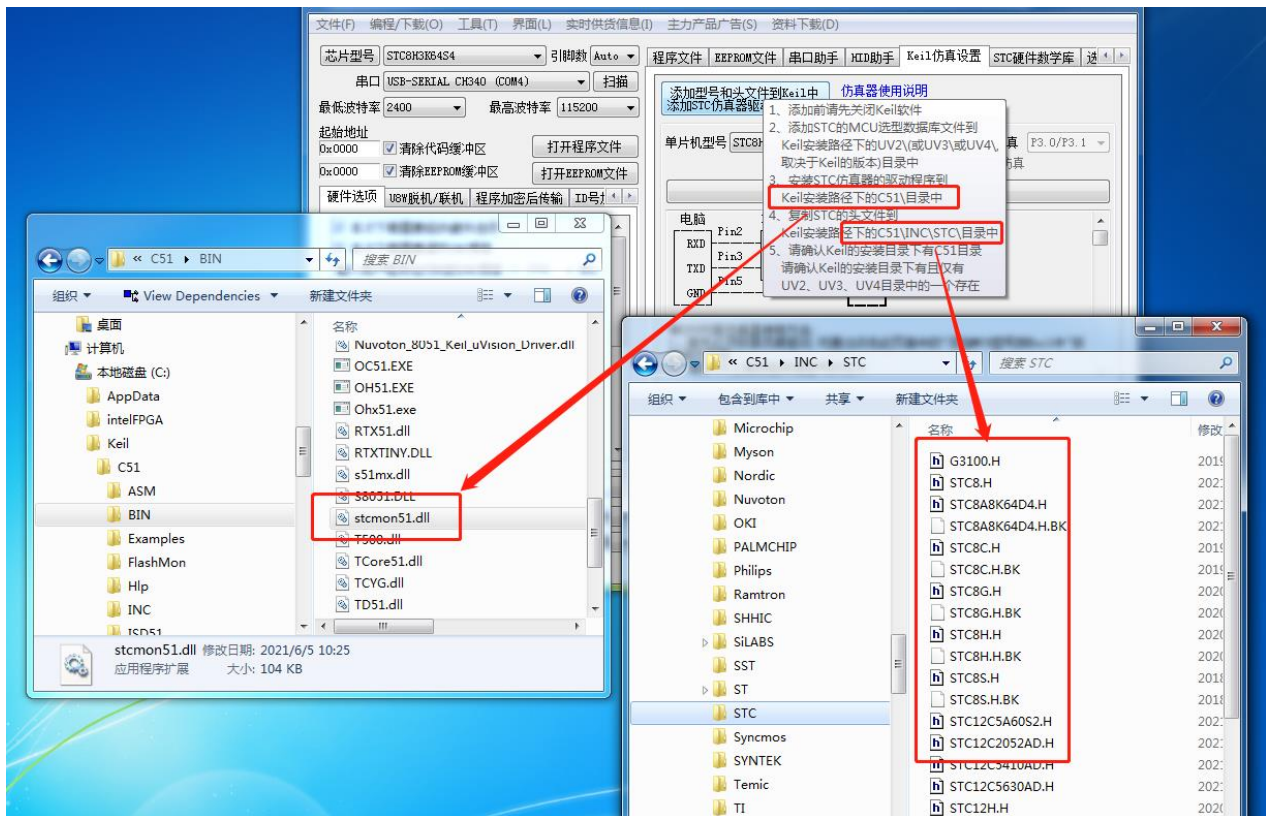 文件(F) 编程/下载(O) 工具(T) 界面(L) 实时供货信息(I) 主力产品广告(S) 资料下载(D)
芯片型号 STC8H3K64S4 引脚数 Auto
串口 USB-SERIAL CH340 (COM4) 扫描
最低波特率 2400 最高波特率 115200
起始地址
0x0000 清除代码缓冲区 打开程序文件
0x0000 清除EEPROM缓冲区 打开EEPROM文件
硬件选项 U8W脱机/联机 程序加密后传输
程序文件 EEPROM文件 串口助手 HID助手 Keil仿真设置 STC硬件数学库
添加型号和头文件到Keil中 仿真器使用说明
添加STC仿真器驱
单片机型号 STC8H
真 P3.0/P3.1
1、添加前请先关闭Keil软件
2、添加STC的MCU选型数据库文件到
Keil安装路径下的UV2\(或UV3\或UV4\,
取决于Keil的版本)目录中
3、安装STC仿真器的驱动程序到
Keil安装路径下的C51\目录中
4、复制STC的头文件到
Keil安装路径下的C51\INC\STC\目录中
5、请确认Keil的安装目录下有C51目录
请确认Keil的安装目录下有且仅有
UV2、UV3、UV4目录中的一个存在
电脑
RXD Pin2
TXD Pin3
GND Pin5
« C51 ▸ BIN
搜索 BIN
组织 View Dependencies 新建文件夹
桌面
计算机
本地磁盘 (C:)
AppData
intelFPGA
Keil
C51
ASM
BIN
Examples
FlashMon
Hlp
INC
ISD51
名称
Nuvoton_8051_Keil_uVision_Driver.dll
OC51.EXE
OH51.EXE
Ohx51.exe
RTX51.dll
RTXTINY.DLL
s51mx.dll
S8051.DLL
stcmon51.dll
T500.dll
TCore51.dll
TCYG.dll
TD51.dll
stcmon51.dll 修改日期: 2021/6/5 10:25
应用程序扩展 大小: 104 KB
« C51 ▸ INC ▸ STC
搜索 STC
组织 包含到库中 共享 新建文件夹
Microchip
Myson
Nordic
Nuvoton
OKI
PALMCHIP
Philips
Ramtron
SHHIC
SiLABS
SST
ST
STC
Syncmos
SYNTEK
Temic
TI
名称 修改
G3100.H
STC8.H
STC8A8K64D4.H
STC8A8K64D4.H.BK
STC8C.H
STC8C.H.BK
STC8G.H
STC8G.H.BK
STC8H.H
STC8H.H.BK
STC8S.H
STC8S.H.BK
STC12C5A60S2.H
STC12C2052AD.H
STC12C5410AD.H
STC12C5630AD.H
STC12H.H